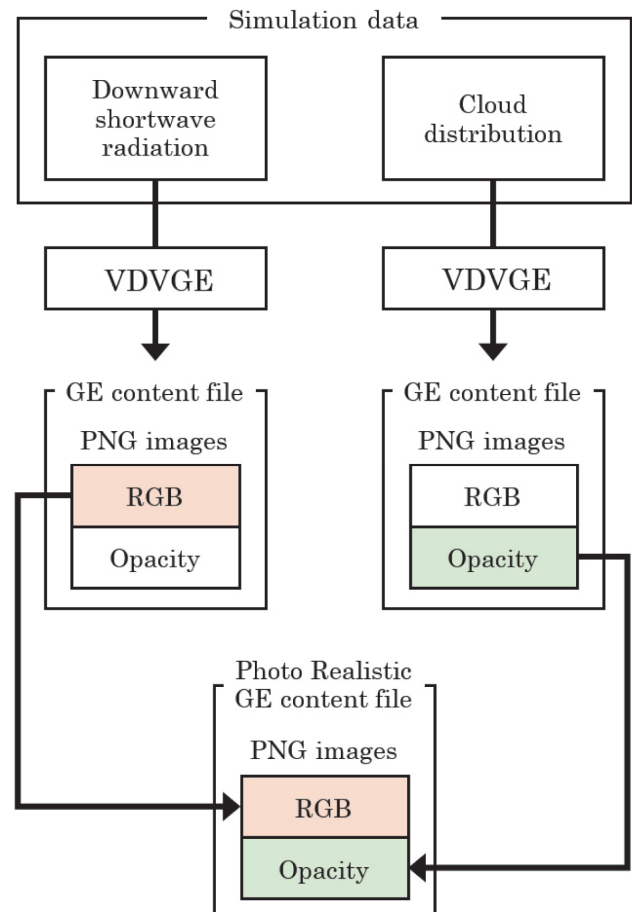 Simulation data
Downward
shortwave
radiation
Cloud
distribution
VDVGE
VDVGE
GE content file
PNG images
RGB
Opacity
GE content file
PNG images
RGB
Opacity
Photo Realistic
GE content file
PNG images
RGB
Opacity